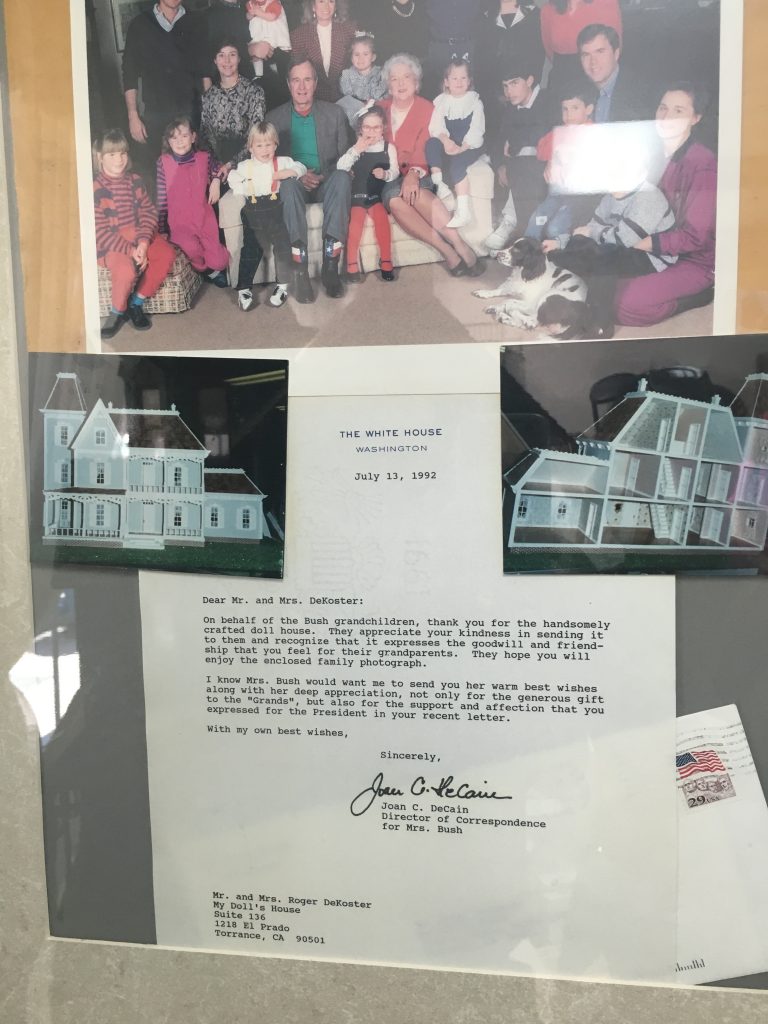 THE WHITE HOUSE
WASHINGTON
July 13, 1992
Dear Mr. and Mrs. DeKoster:
On behalf of the Bush grandchildren, thank you for the handsomely
crafted doll house. They appreciate your kindness in sending it
to them and recognize that it expresses the goodwill and friend-
ship that you feel for their grandparents. They hope you will
enjoy the enclosed family photograph.
I know Mrs. Bush would want me to send you her warm best wishes
along with her deep appreciation, not only for the generous gift
to the "Grands", but also for the support and affection that you
expressed for the President in your recent letter.
With my own best wishes,
Sincerely,
Joan C. DeCain
Joan C. DeCain
Director of Correspondence
for Mrs. Bush
Mr. and Mrs. Roger DeKoster
My Doll's House
Suite 136
1218 El Prado
Torrance, CA 90501
29 USA